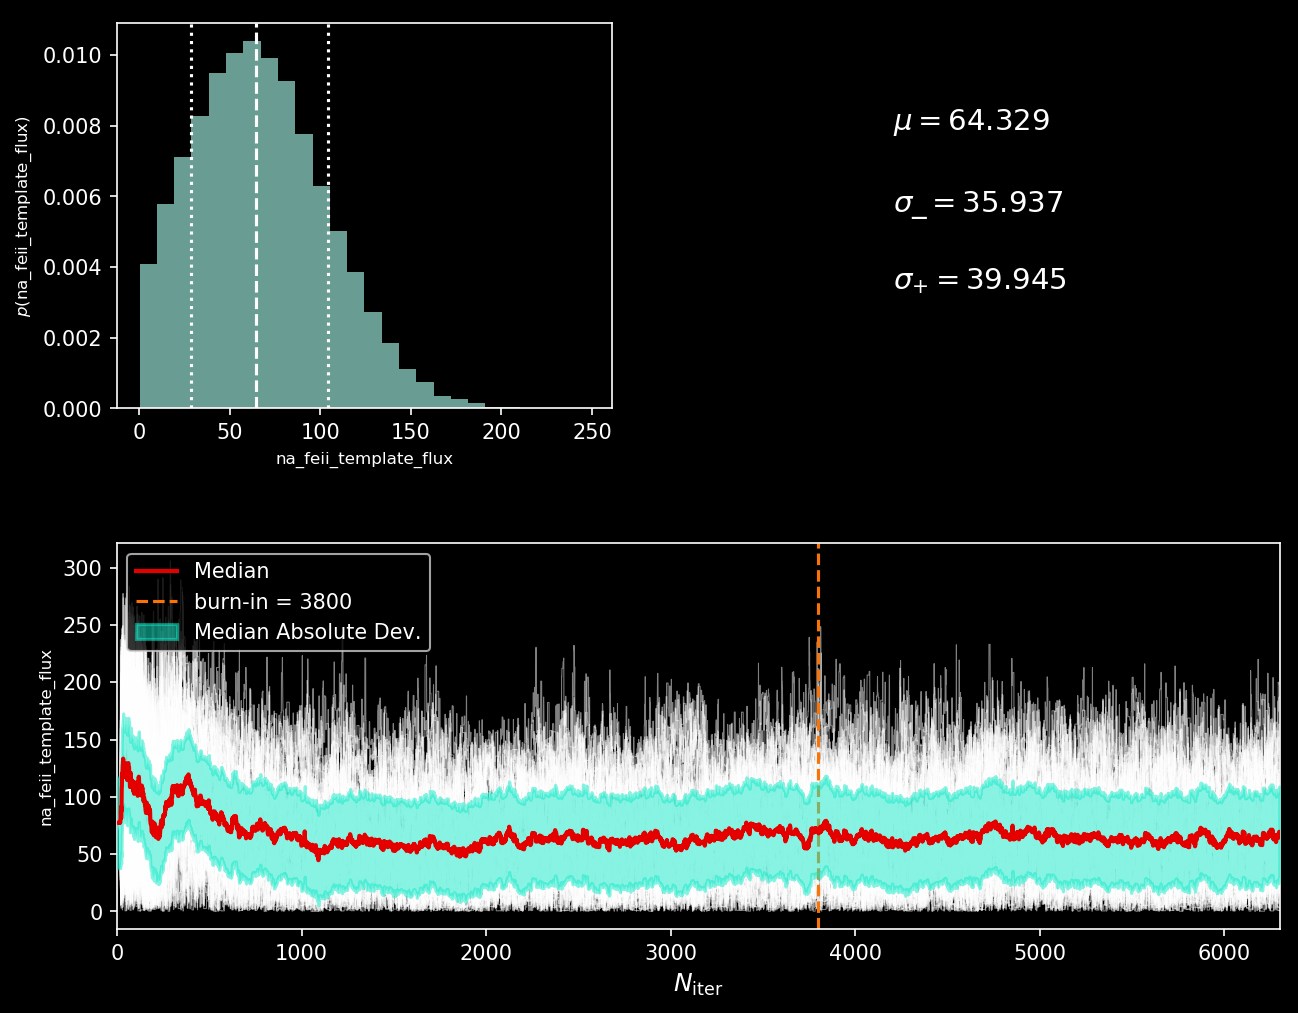 0.010
0.008
0.006
0.004
0.002
0.000
p(na_feii_template_flux)
0 50 100 150 200 250
na_feii_template_flux
μ = 64.329
σ₋ = 35.937
σ₊ = 39.945
300
250
200
150
100
50
0
na_feii_template_flux
Median
burn-in = 3800
Median Absolute Dev.
0 1000 2000 3000 4000 5000 6000
N_iter